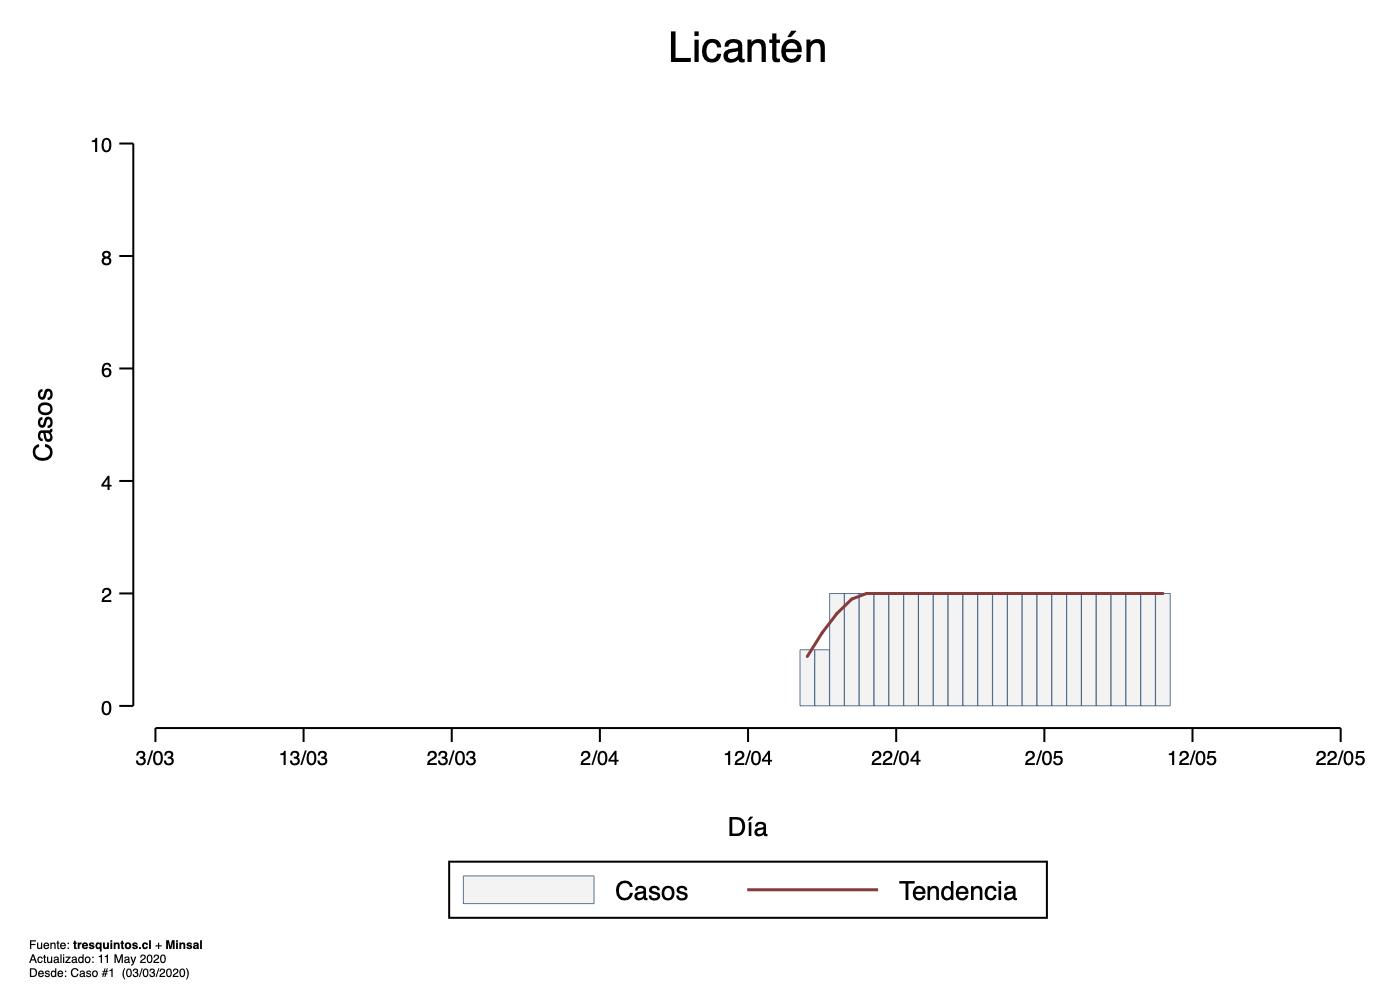 Licantén
10
8
6
4
2
0
Casos
3/03 13/03 23/03 2/04 12/04 22/04 2/05 12/05 22/05
Día
Casos Tendencia
Fuente: tresquintos.cl + Minsal
Actualizado: 11 May 2020
Desde: Caso #1 (03/03/2020)